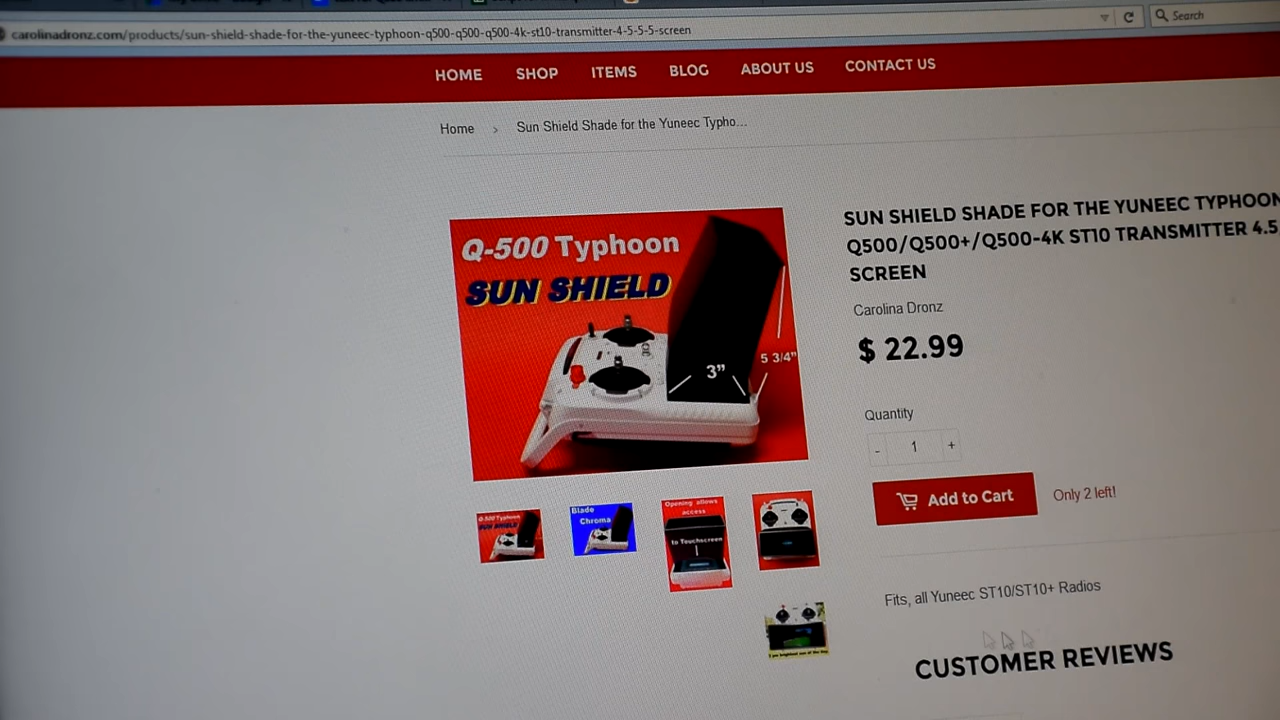 carolinadronz.com/products/sun-shield-shade-for-the-yuneec-typhoon-q500-q500-q500-4k-st10-transmitter-4-5-5-5-screen
Search
HOME SHOP ITEMS BLOG ABOUT US CONTACT US
Home › Sun Shield Shade for the Yuneec Typho...
SUN SHIELD SHADE FOR THE YUNEEC TYPHOON
Q500/Q500+/Q500-4K ST10 TRANSMITTER 4.5
SCREEN
Carolina Dronz
$ 22.99
Quantity
- 1 +
Add to Cart
Only 2 left!
Fits, all Yuneec ST10/ST10+ Radios
CUSTOMER REVIEWS
Q-500 Typhoon
SUN SHIELD
5 3/4"
3"
Q-500 Typhoon
SUN SHIELD
Blade
Chroma
Opening allows
access
to Touchscreen